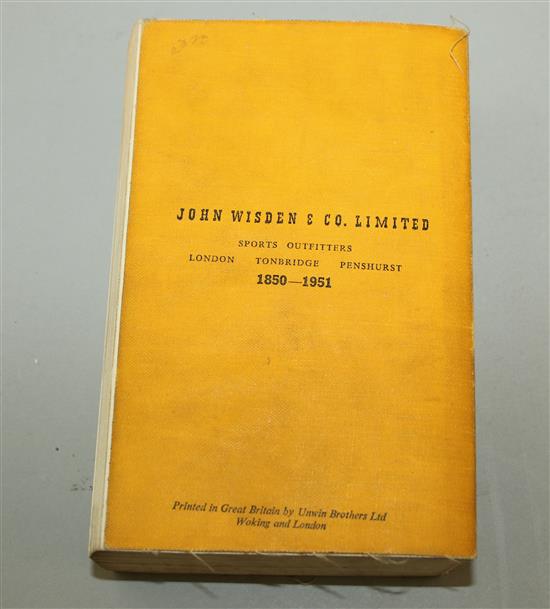 JOHN WISDEN & CO. LIMITED
SPORTS OUTFITTERS
LONDON TONBRIDGE PENSHURST
1850—1951
Printed in Great Britain by Unwin Brothers Ltd
Woking and London